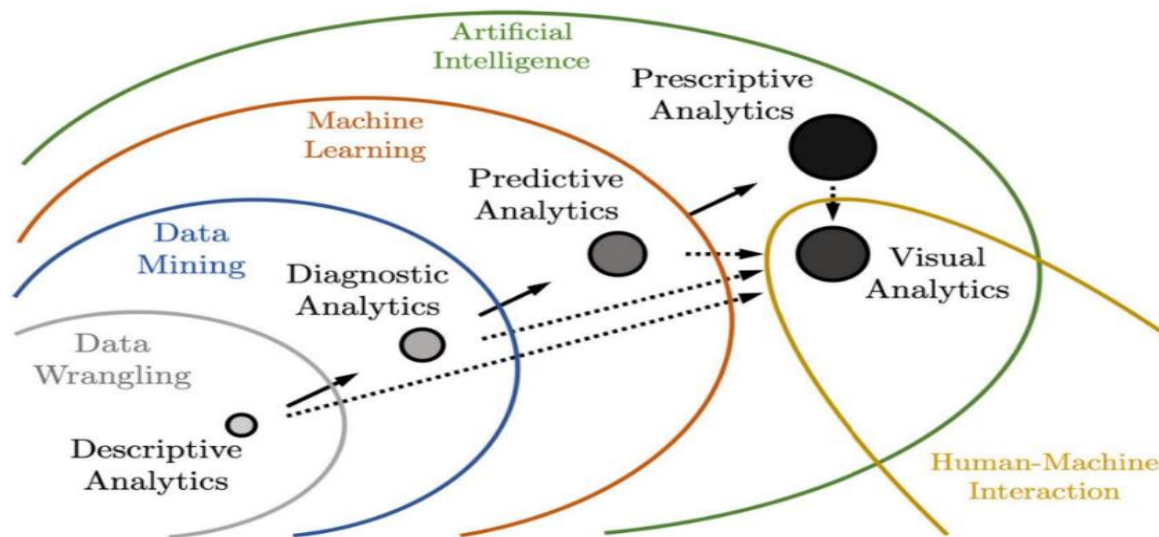 Artificial
Intelligence
Prescriptive
Analytics
Machine
Learning
Predictive
Analytics
Data
Mining
Diagnostic
Analytics
Visual
Analytics
Data
Wrangling
Descriptive
Analytics
Human-Machine
Interaction